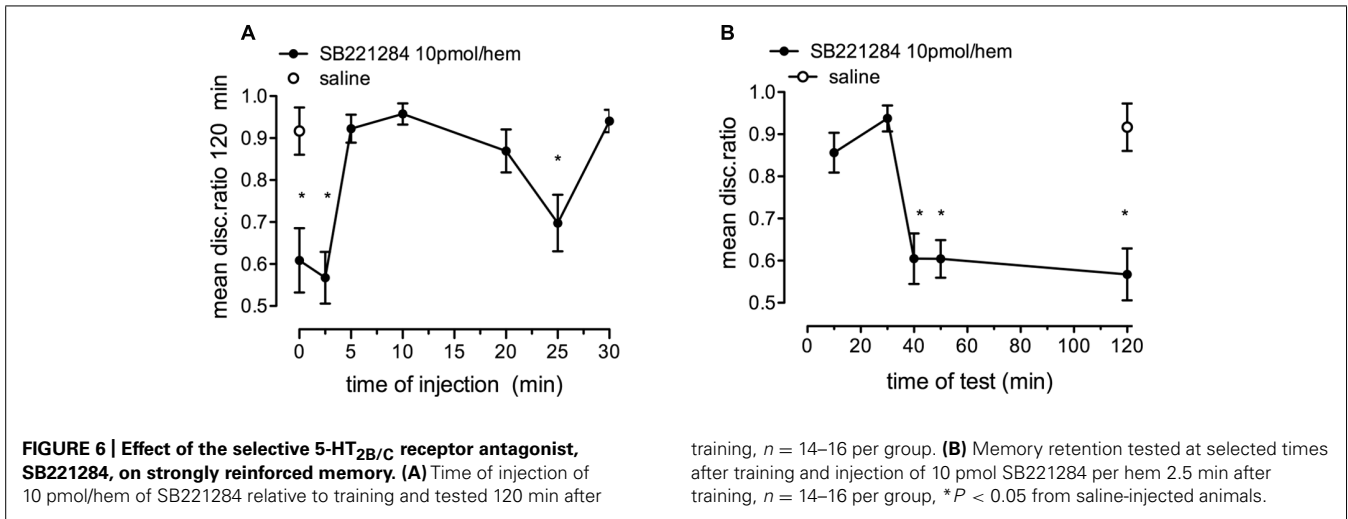 A
SB221284 10pmol/hem
saline
mean disc.ratio 120 min
1.0
0.9
0.8
0.7
0.6
0.5
* *
*
0 5 10 15 20 25 30
time of injection (min)
B
SB221284 10pmol/hem
saline
mean disc.ratio
1.0
0.9
0.8
0.7
0.6
0.5
* *
*
0 20 40 60 80 100 120
time of test (min)
FIGURE 6 | Effect of the selective 5-HT2B/C receptor antagonist,
SB221284, on strongly reinforced memory. (A) Time of injection of
10 pmol/hem of SB221284 relative to training and tested 120 min after
training, n = 14–16 per group. (B) Memory retention tested at selected times
after training and injection of 10 pmol SB221284 per hem 2.5 min after
training, n = 14–16 per group, *P < 0.05 from saline-injected animals.